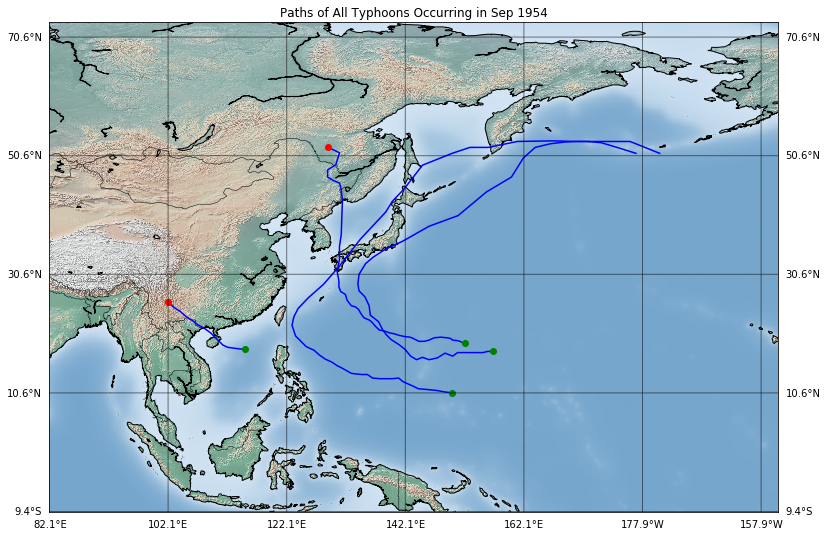 Paths of All Typhoons Occurring in Sep 1954
70.6°N 70.6°N
50.6°N 50.6°N
30.6°N 30.6°N
10.6°N 10.6°N
9.4°S 9.4°S
82.1°E 102.1°E 122.1°E 142.1°E 162.1°E 177.9°W 157.9°W